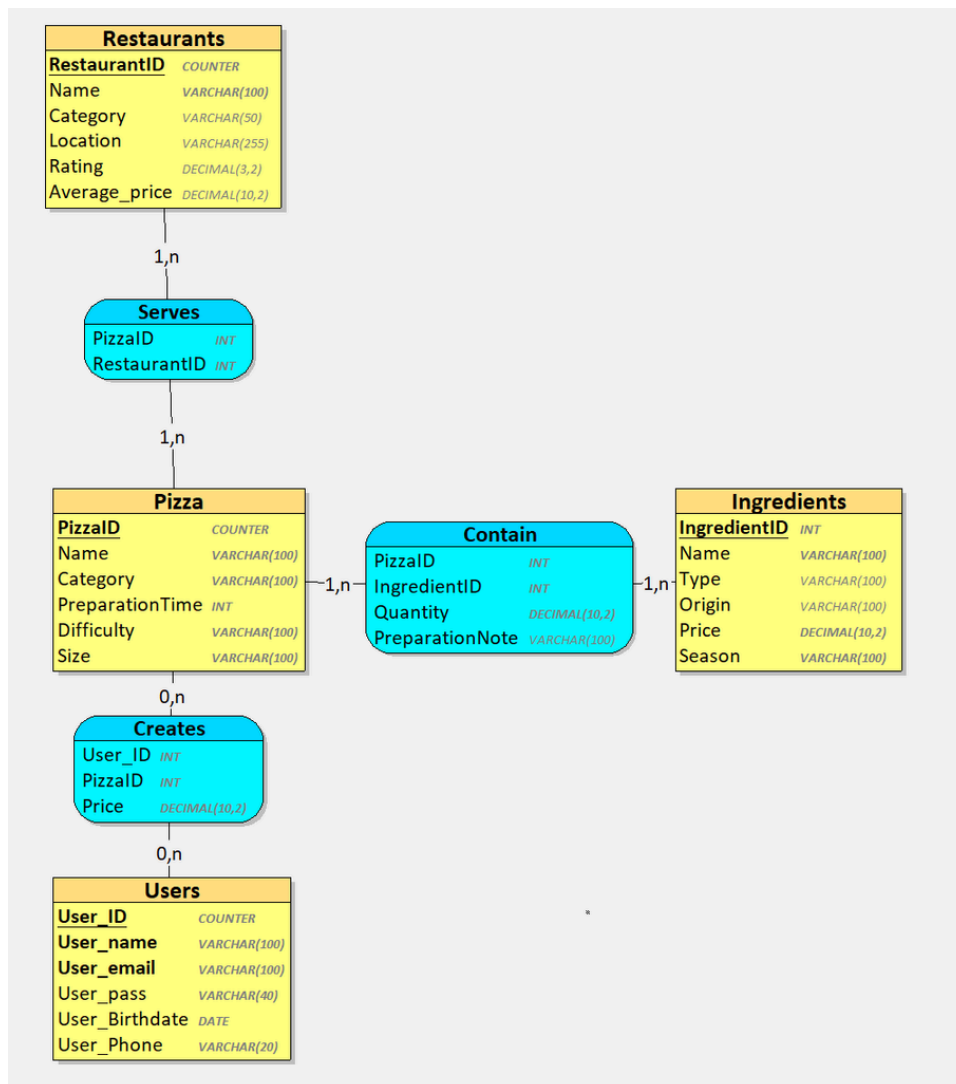 Restaurants
RestaurantID COUNTER
Name VARCHAR(100)
Category VARCHAR(50)
Location VARCHAR(255)
Rating DECIMAL(3,2)
Average_price DECIMAL(10,2)
1,n
Serves
PizzaID INT
RestaurantID INT
1,n
Pizza
PizzaID COUNTER
Name VARCHAR(100)
Category VARCHAR(100)
PreparationTime INT
Difficulty VARCHAR(100)
Size VARCHAR(100)
1,n
Contain
PizzaID INT
IngredientID INT
Quantity DECIMAL(10,2)
PreparationNote VARCHAR(100)
1,n
Ingredients
IngredientID INT
Name VARCHAR(100)
Type VARCHAR(100)
Origin VARCHAR(100)
Price DECIMAL(10,2)
Season VARCHAR(100)
0,n
Creates
User_ID INT
PizzaID INT
Price DECIMAL(10,2)
0,n
Users
User_ID COUNTER
User_name VARCHAR(100)
User_email VARCHAR(100)
User_pass VARCHAR(40)
User_Birthdate DATE
User_Phone VARCHAR(20)
*